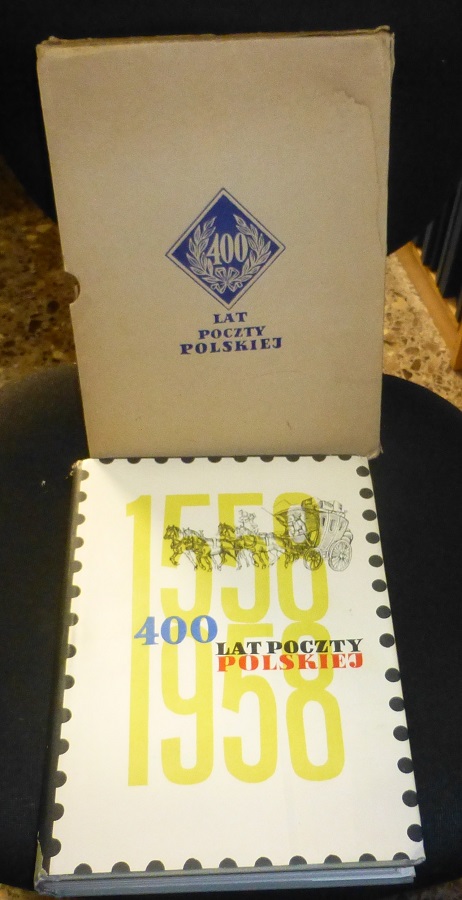 400
LAT
POCZTY
POLSKIEJ
1558
400
LAT POCZTY
POLSKIEJ
1958